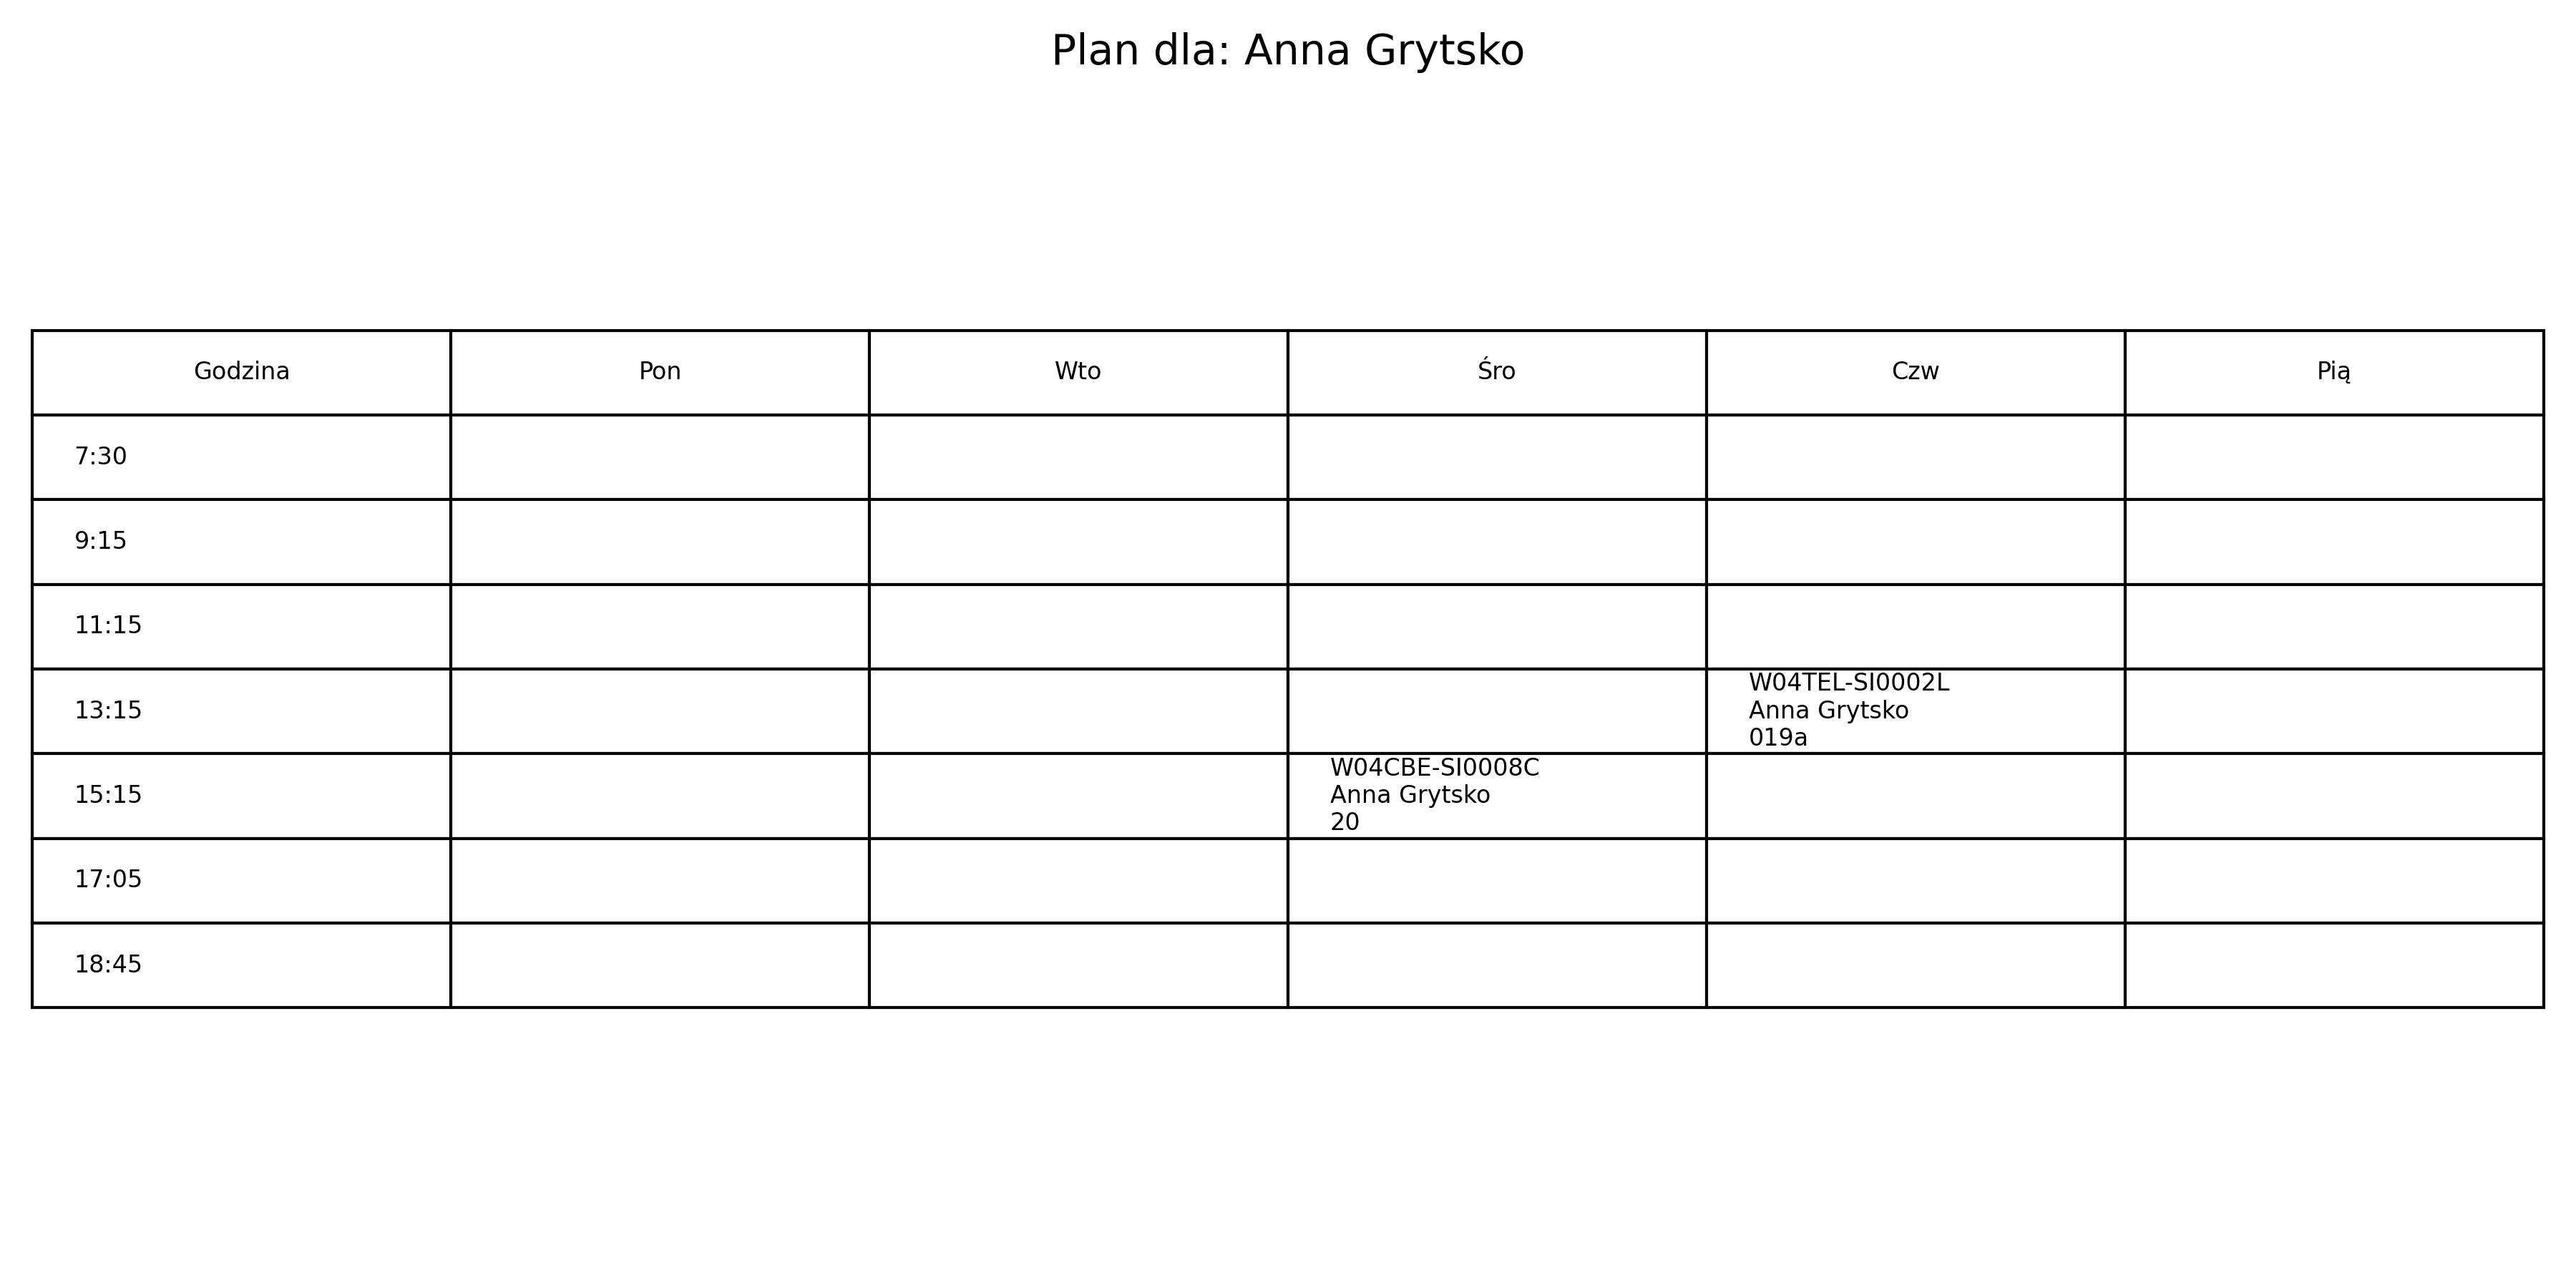 Plan dla: Anna Grytsko
Godzina Pon Wto Śro Czw Pią
7:30
9:15
11:15
13:15
W04TEL-SI0002L
Anna Grytsko
019a
15:15
W04CBE-SI0008C
Anna Grytsko
20
17:05
18:45